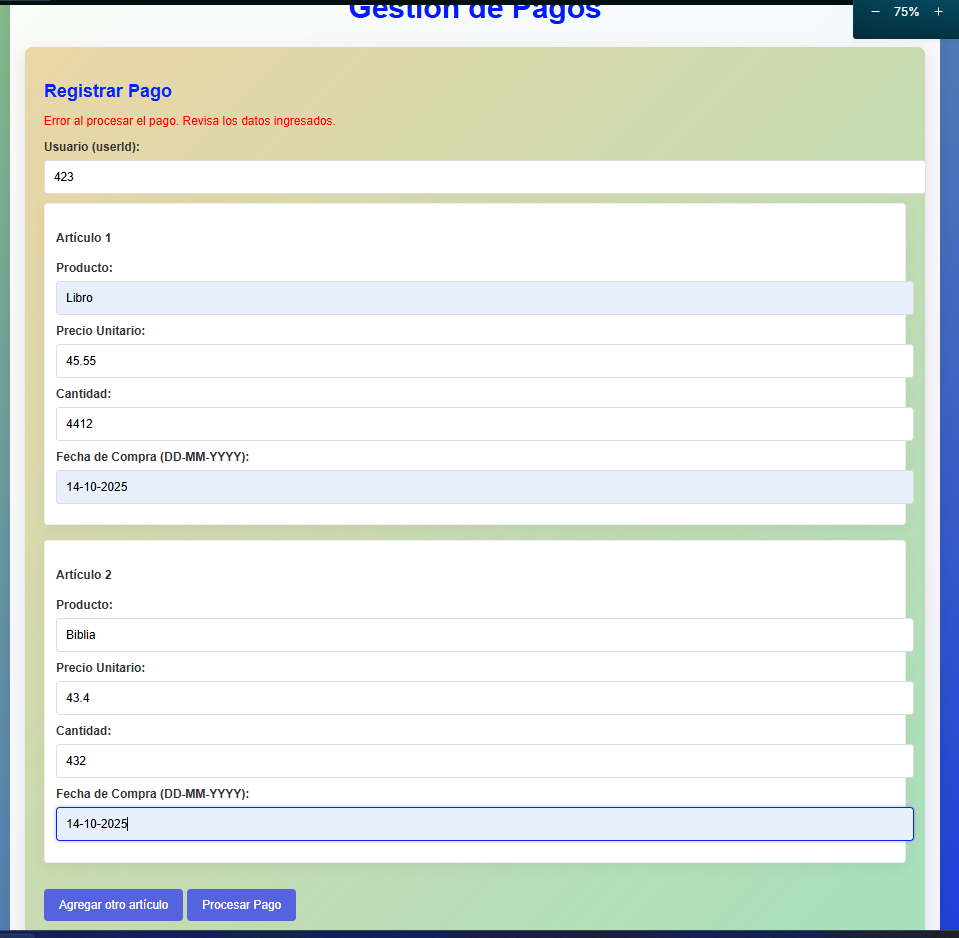 Gestión de Pagos
− 75% +
Registrar Pago
Error al procesar el pago. Revisa los datos ingresados.
Usuario (userId):
423
Artículo 1
Producto:
Libro
Precio Unitario:
45.55
Cantidad:
4412
Fecha de Compra (DD-MM-YYYY):
14-10-2025
Artículo 2
Producto:
Biblia
Precio Unitario:
43.4
Cantidad:
432
Fecha de Compra (DD-MM-YYYY):
14-10-2025
Agregar otro artículo Procesar Pago